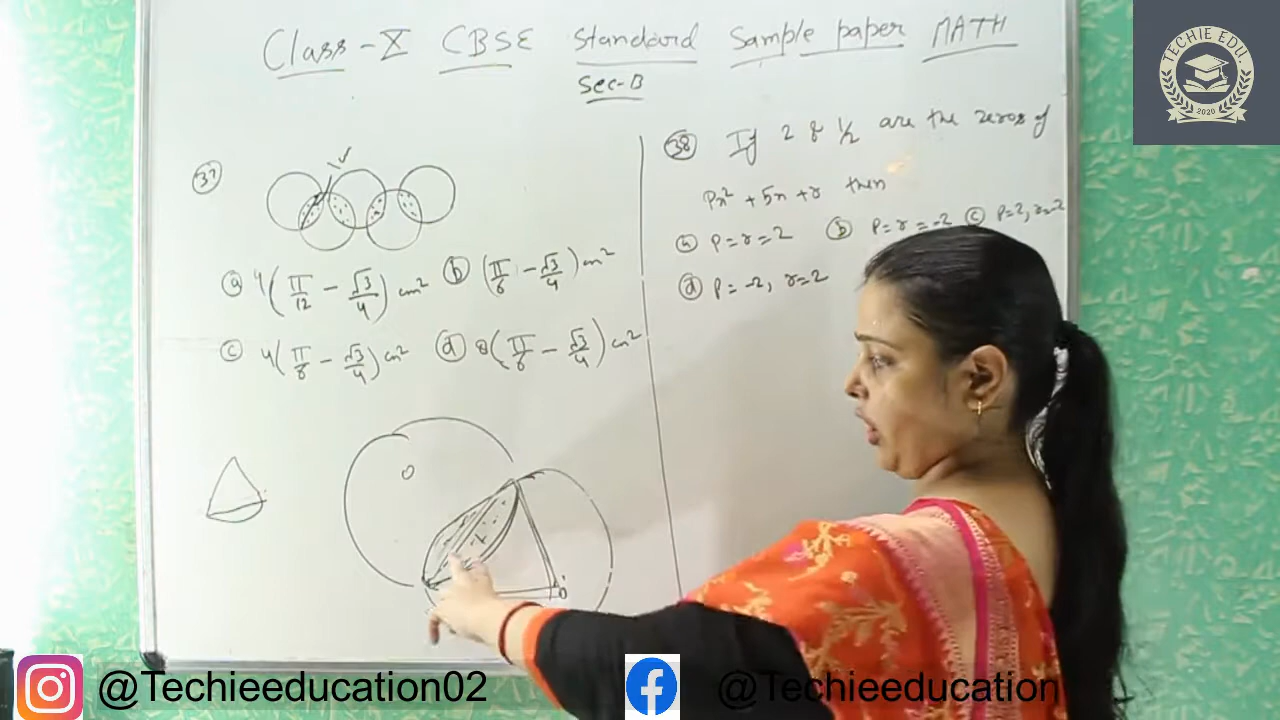 Class-X CBSE Standard Sample paper MATH
Sec-B
TECHIE EDU.
2020
37
a 4(π/12 - √3/4) cm² b (π/6 - √3/4) cm²
c 4(π/6 - √3/4) cm² d 8(π/6 - √3/4) cm²
38 If 2 & 1/2 are the zeros of
px² + 5x + r then
a p = r = 2 b p = r = -2 c p=2, r=-2
d p = -2, r=2
@Techieeducation02
@Techieeducation